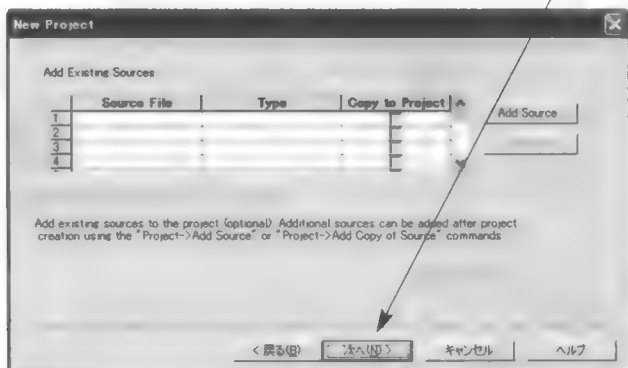 New Project
Add Existing Sources
Source File Type Copy to Project
1
2
3
4
Add Source
Add existing sources to the project (optional) Additional sources can be added after project
creation using the "Project->Add Source" or "Project->Add Copy of Source" commands
< 戻る(B) 次へ(N) > キャンセル ヘルプ